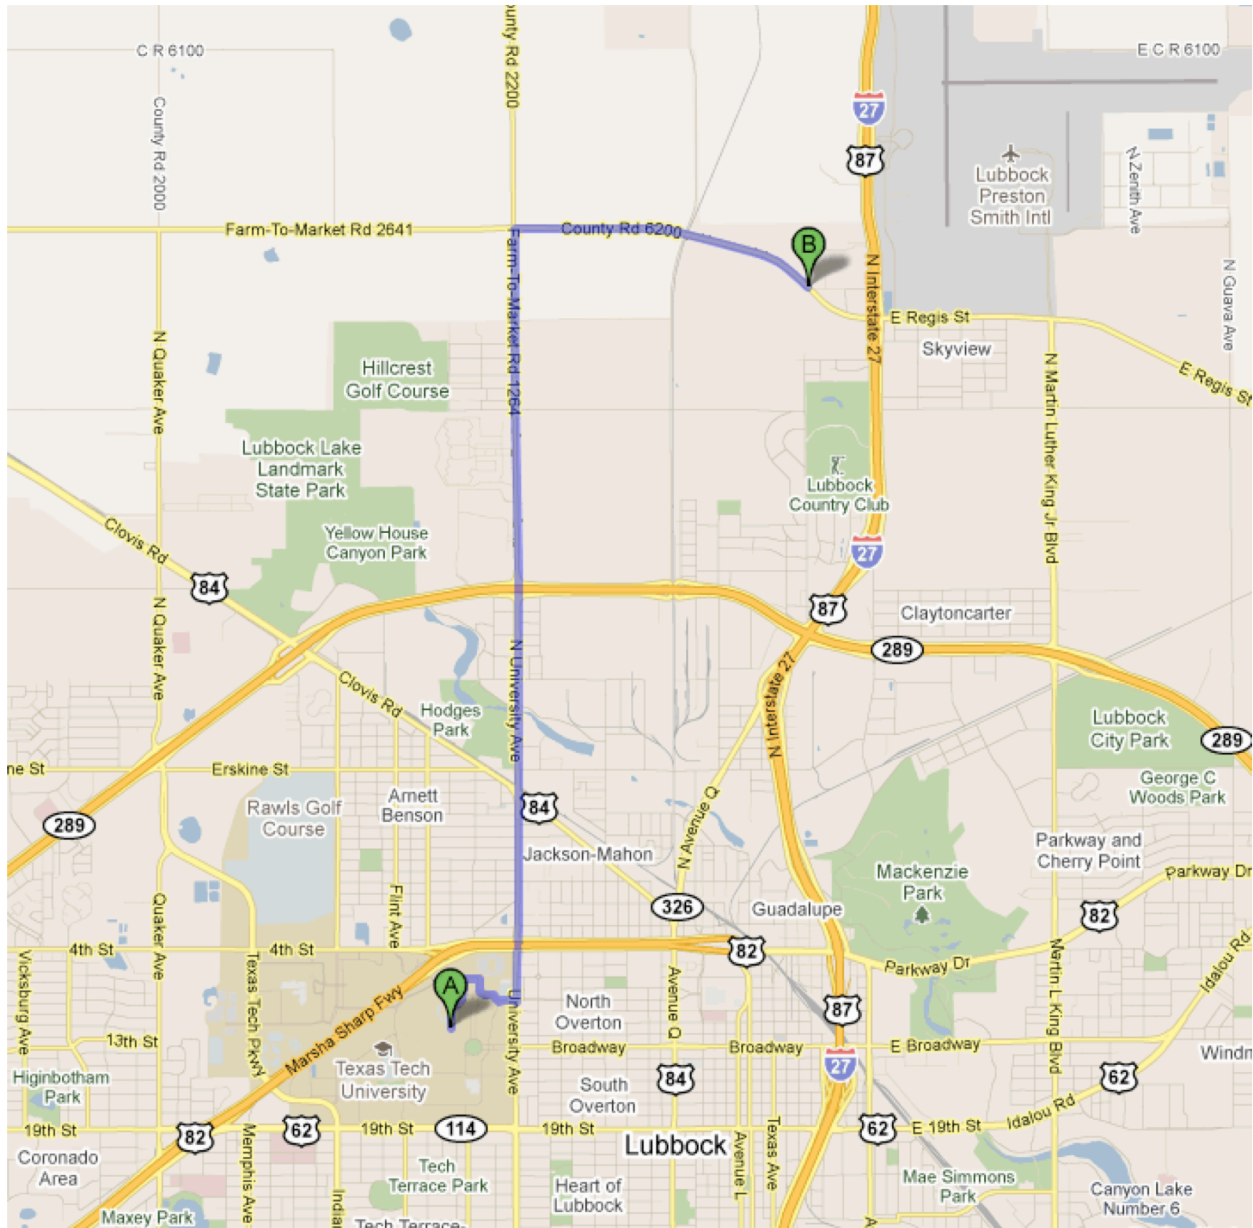 C R 6100
County Rd 2200
E C R 6100
27
County Rd 2000
87
N Zenith Ave
Lubbock
Preston
Smith Intl
Farm-To-Market Rd 2641
County Rd 6200
B
N Interstate 27
N Guava Ave
Farm-To-Market Rd 1264
E Regis St
Skyview
N Quaker Ave
Hillcrest
Golf Course
N Martin Luther King Jr Blvd
E Regis St
Lubbock Lake
Landmark
State Park
Lubbock
Country Club
Clovis Rd
Yellow House
Canyon Park
27
84
87
Claytoncarter
N Quaker Ave
289
N University Ave
N Interstate 27
Clovis Rd
Hodges
Park
Lubbock
City Park
289
ne St
Erskine St
George C
Woods Park
Arnett
Benson
Rawls Golf
Course
84
289
N Avenue Q
Jackson-Mahon
Parkway and
Cherry Point
Mackenzie
Park
Parkway Dr
Flint Ave
326
Guadalupe
82
Quaker Ave
4th St
4th St
82
Parkway Dr
Idalou Rd
Vicksburg Ave
Texas Tech Pkwy
Marsha Sharp Fwy
A
University Ave
North
Overton
Avenue Q
87
Martin L King Blvd
13th St
Broadway
Broadway
E Broadway
Windm
Texas Tech
University
27
Higinbotham
Park
South
Overton
84
62
Idalou Rd
19th St
82
62
19th St
114
19th St
62
E 19th St
Lubbock
Coronado
Area
Memphis Ave
Tech
Terrace Park
Avenue L
Texas Ave
Mae Simmons
Park
Heart of
Lubbock
Canyon Lake
Number 6
Maxey Park
Indian
Tech Terrace-
A